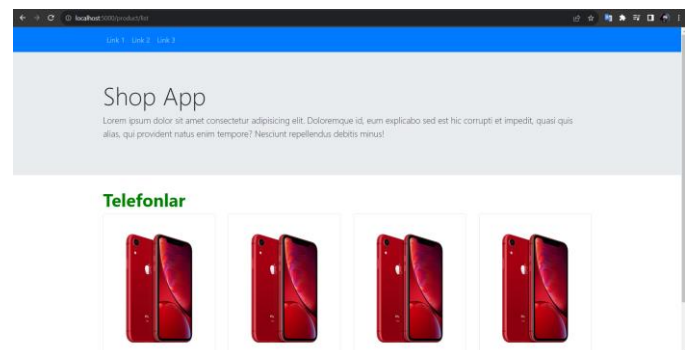 localhost:5000/product/list
Link 1 Link 2 Link 3
Shop App
Lorem ipsum dolor sit amet consectetur adipisicing elit. Doloremque id, eum explicabo sed est hic corrupti et impedit, quasi quis
alias, qui provident natus enim tempore? Nesciunt repellendus debitis minus!
Telefonlar